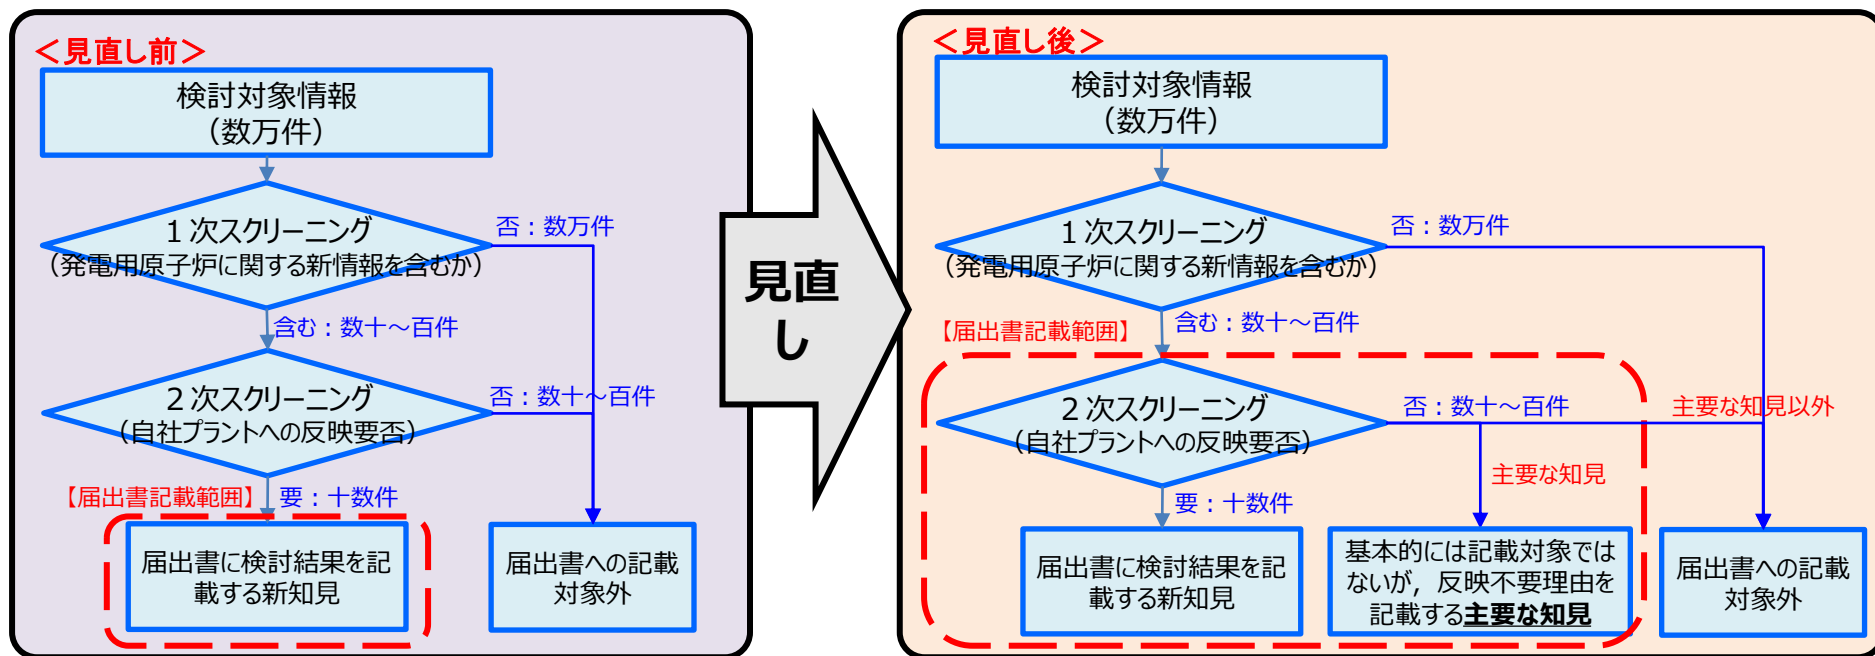 ＜見直し前＞
検討対象情報
（数万件）
１次スクリーニング
（発電用原子炉に関する新情報を含むか）
否：数万件
含む：数十～百件
２次スクリーニング
（自社プラントへの反映要否）
否：数十～百件
【届出書記載範囲】
要：十数件
届出書に検討結果を記
載する新知見
届出書への記載
対象外
見直
し
＜見直し後＞
検討対象情報
（数万件）
１次スクリーニング
（発電用原子炉に関する新情報を含むか）
否：数万件
含む：数十～百件
【届出書記載範囲】
２次スクリーニング
（自社プラントへの反映要否）
否：数十～百件
主要な知見以外
主要な知見
要：十数件
届出書に検討結果を記
載する新知見
基本的には記載対象では
ないが，反映不要理由を
記載する主要な知見
届出書への記載
対象外